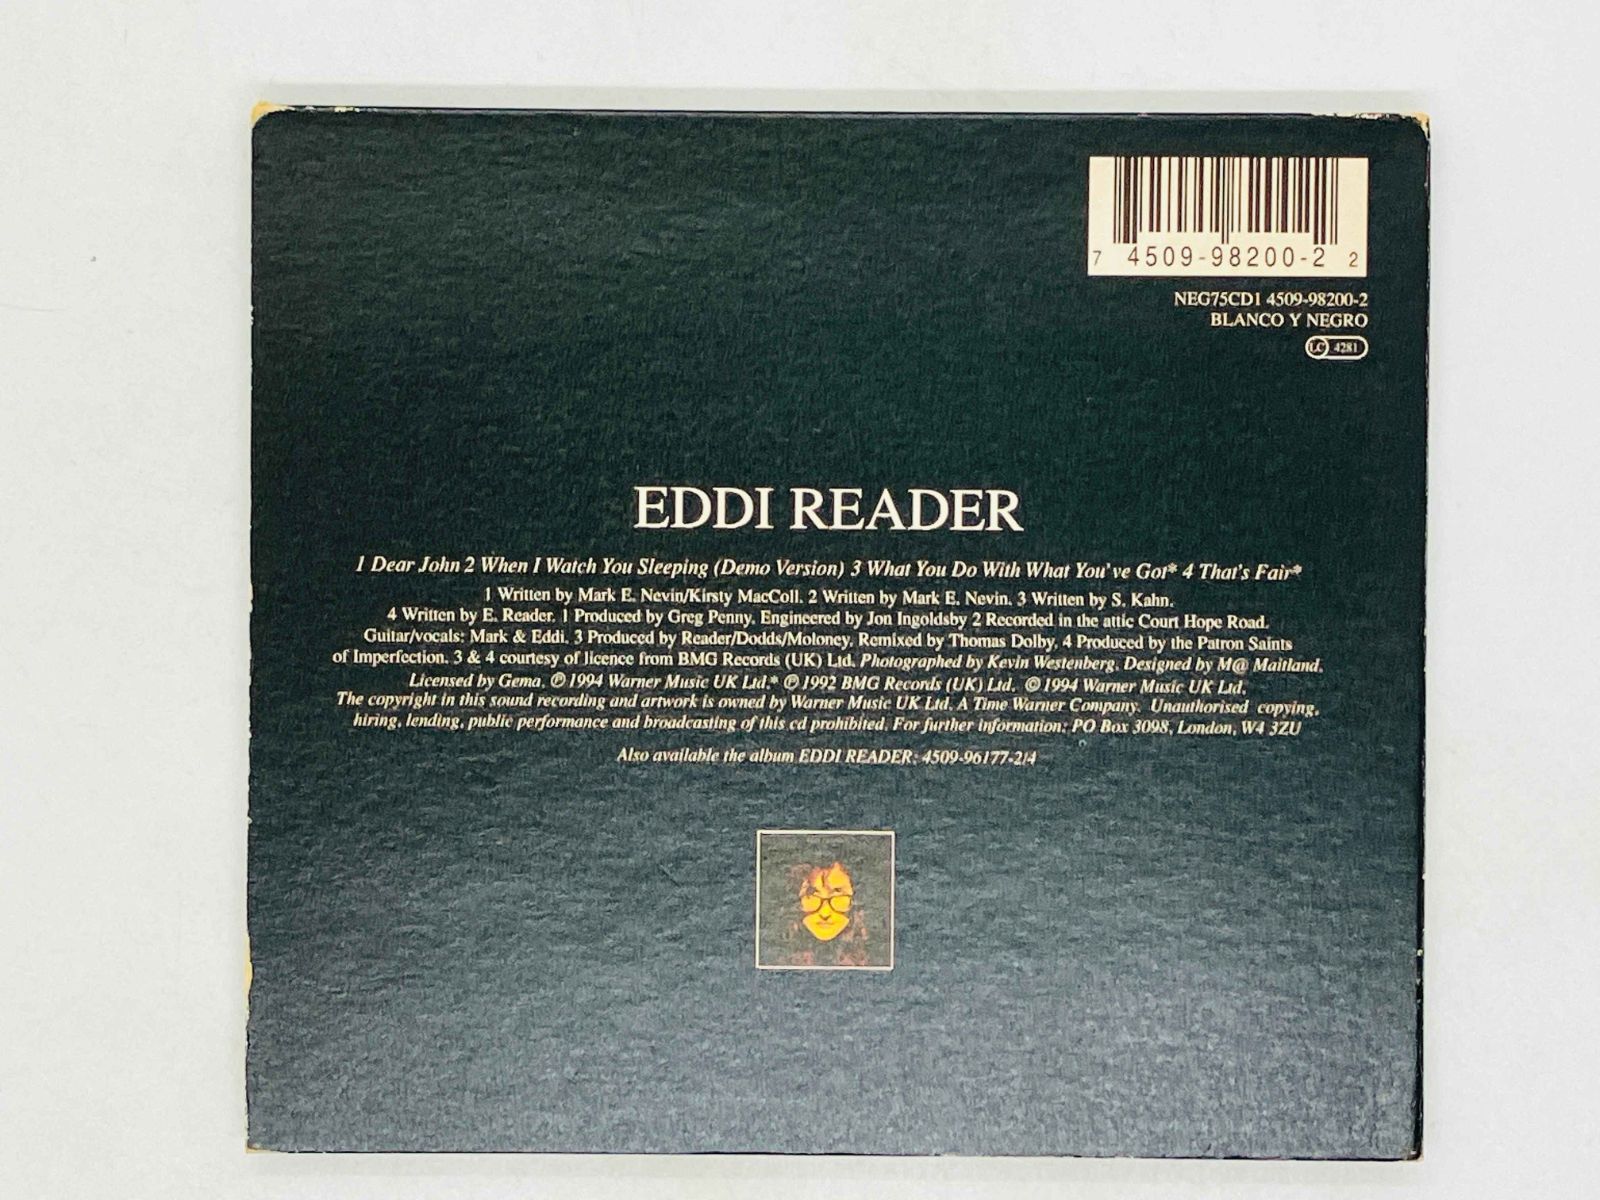 7 4509-98200-2 2
NEG75CD1 4509-98200-2
BLANCO Y NEGRO
LC 4281
EDDI READER
1 Dear John 2 When I Watch You Sleeping (Demo Version) 3 What You Do With What You've Got* 4 That's Fair*
1 Written by Mark E. Nevin/Kirsty MacColl. 2 Written by Mark E. Nevin. 3 Written by S. Kahn.
4 Written by E. Reader. 1 Produced by Greg Penny. Engineered by Jon Ingoldsby 2 Recorded in the attic Court Hope Road.
Guitar/vocals: Mark & Eddi. 3 Produced by Reader/Dodds/Moloney. Remixed by Thomas Dolby. 4 Produced by the Patron Saints
of Imperfection. 3 & 4 courtesy of licence from BMG Records (UK) Ltd. Photographed by Kevin Westenberg. Designed by M@ Maitland.
Licensed by Gema. ℗ 1994 Warner Music UK Ltd.* ℗ 1992 BMG Records (UK) Ltd. © 1994 Warner Music UK Ltd.
The copyright in this sound recording and artwork is owned by Warner Music UK Ltd. A Time Warner Company. Unauthorised copying,
hiring, lending, public performance and broadcasting of this cd prohibited. For further information: PO Box 3098, London, W4 3ZU
Also available the album EDDI READER: 4509-96177-2/4